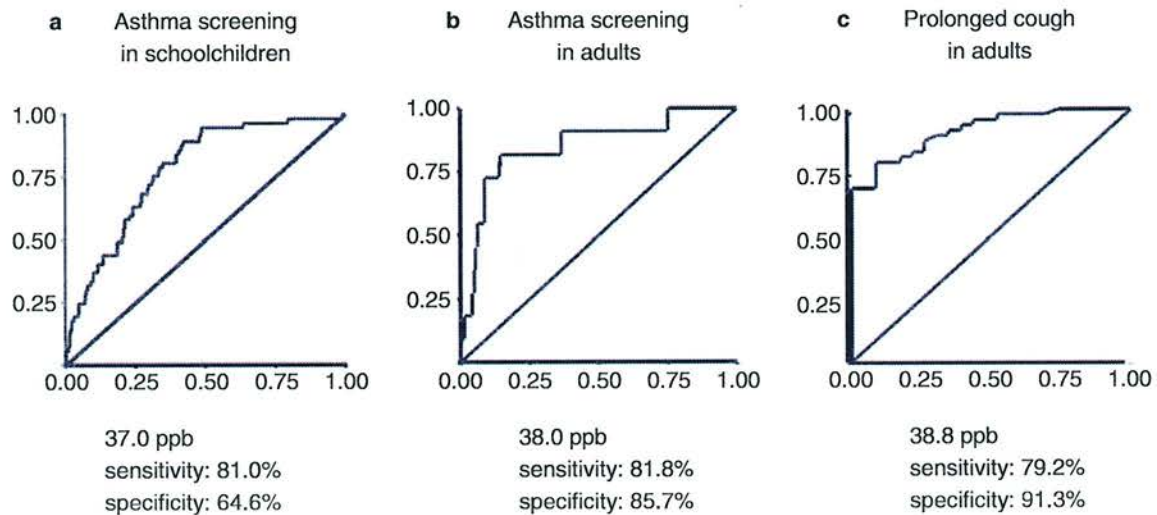 a Asthma screening
in schoolchildren
1.00
0.75
0.50
0.25
0.00 0.25 0.50 0.75 1.00
37.0 ppb
sensitivity: 81.0%
specificity: 64.6%
b Asthma screening
in adults
1.00
0.75
0.50
0.25
0.00 0.25 0.50 0.75 1.00
38.0 ppb
sensitivity: 81.8%
specificity: 85.7%
c Prolonged cough
in adults
1.00
0.75
0.50
0.25
0.00 0.25 0.50 0.75 1.00
38.8 ppb
sensitivity: 79.2%
specificity: 91.3%